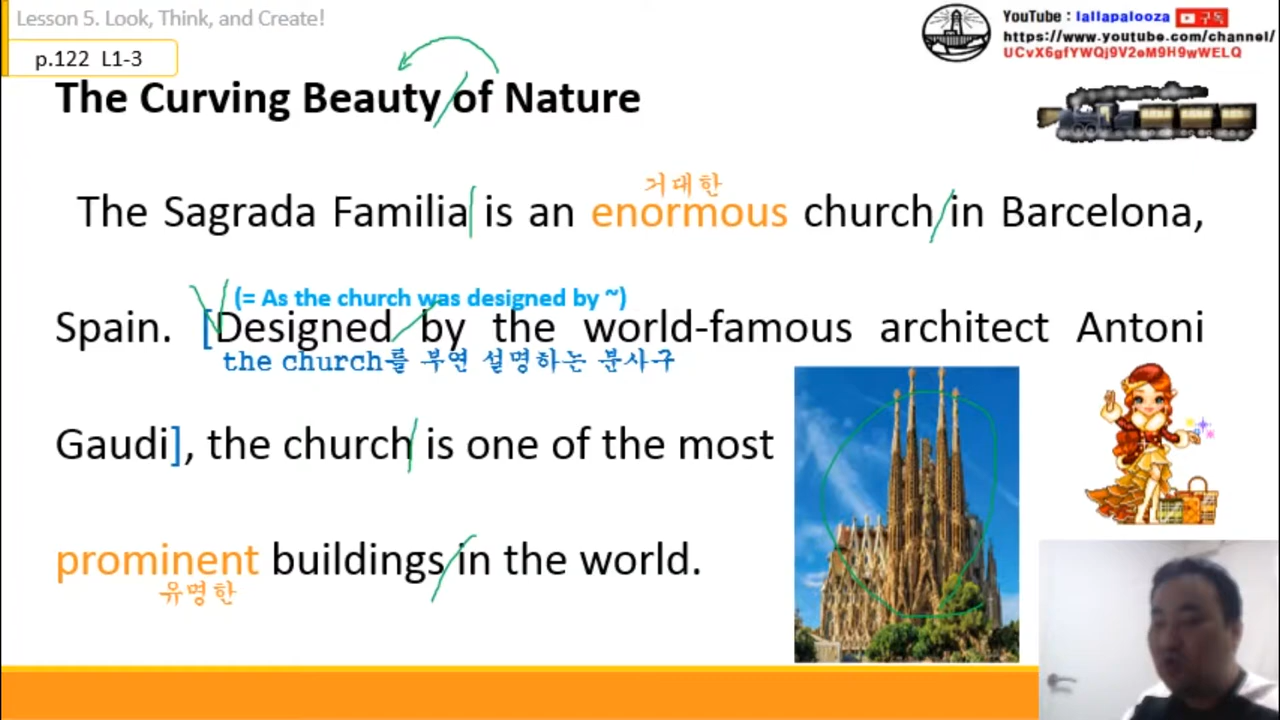 Lesson 5. Look, Think, and Create!
YouTube : lallapalooza 구독
https://www.youtube.com/channel/
UCvX6gfYWQj9V2eM9H9wWELQ
p.122 L1-3
The Curving Beauty of Nature
거대한
The Sagrada Familia is an enormous church in Barcelona,
(= As the church was designed by ~)
Spain. [Designed by the world-famous architect Antoni
the church를 부연 설명하는 분사구
Gaudi], the church is one of the most
prominent buildings in the world.
유명한